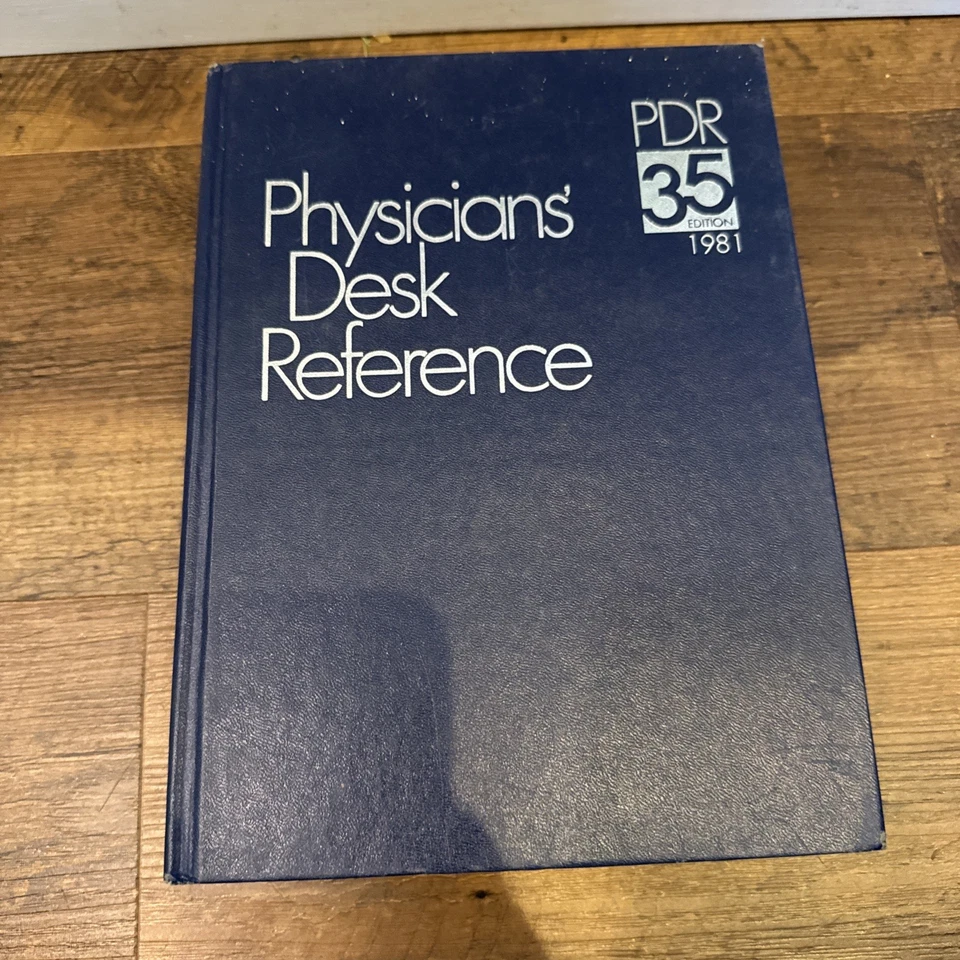 PDR
35
EDITION
1981
Physicians'
Desk
Reference